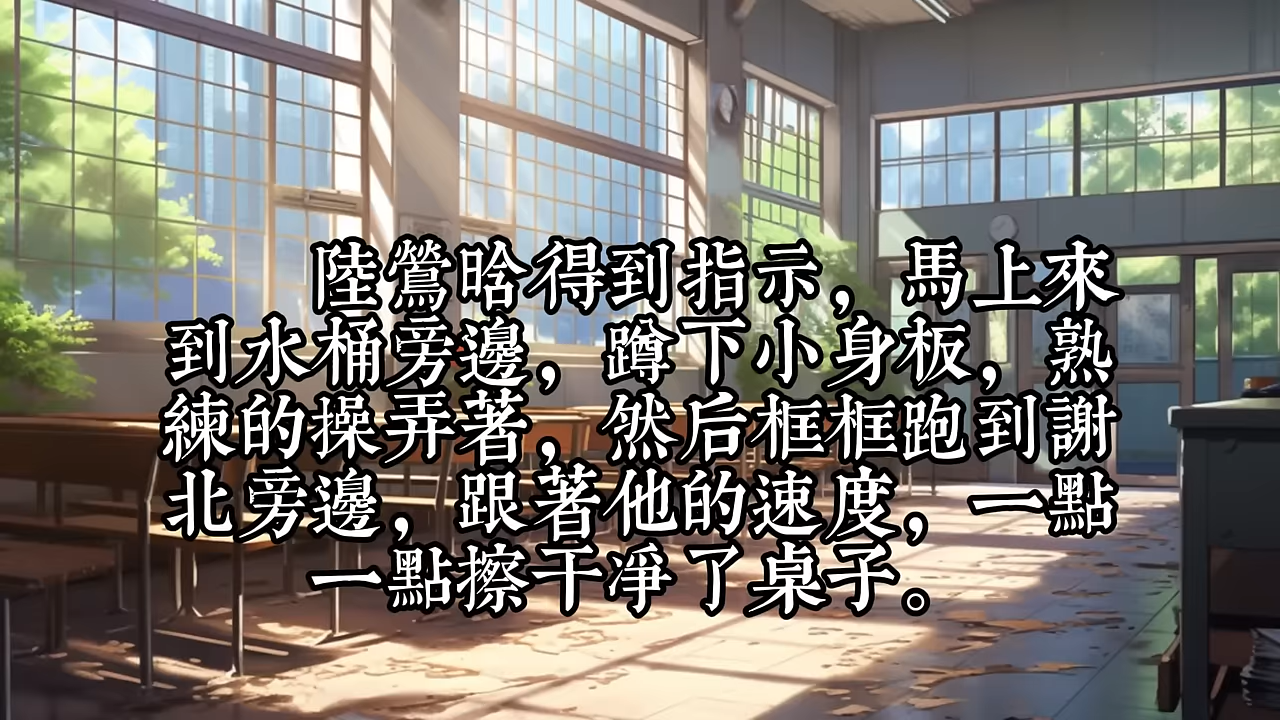 陸鶯晗得到指示，馬上來
到水桶旁邊，蹲下小身板，熟
練的操弄著，然后框框跑到謝
北旁邊，跟著他的速度，一點
一點擦干凈了桌子。